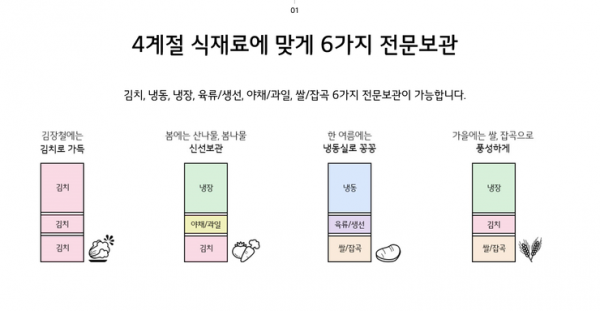 01
4계절 식재료에 맞게 6가지 전문보관
김치, 냉동, 냉장, 육류/생선, 야채/과일, 쌀/잡곡 6가지 전문보관이 가능합니다.
김장철에는
김치로 가득
김치
김치
김치
봄에는 산나물, 봄나물
신선보관
냉장
야채/과일
김치
한 여름에는
냉동실로 꽁꽁
냉동
육류/생선
쌀/잡곡
가을에는 쌀, 잡곡으로
풍성하게
냉장
김치
쌀/잡곡